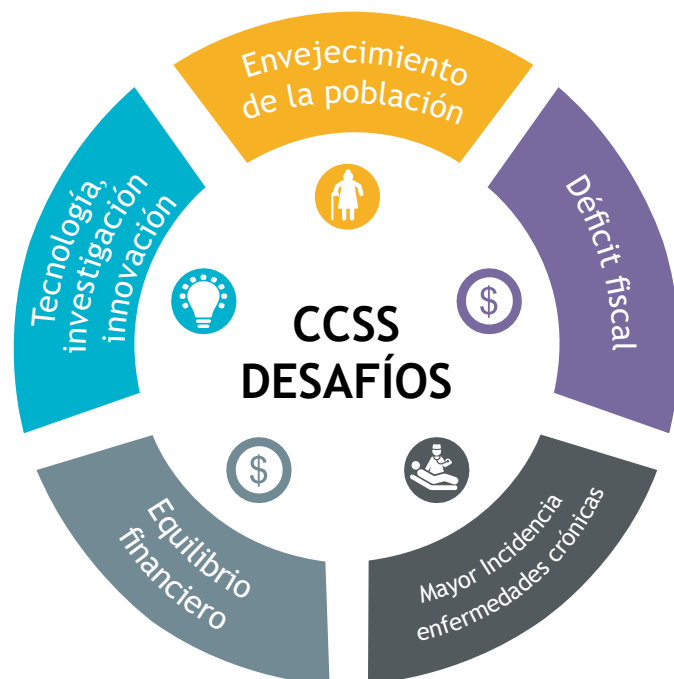 Envejecimiento
de la población
Déficit fiscal
Mayor Incidencia
enfermedades crónicas
Equilibrio
financiero
Tecnología,
investigación
innovación
CCSS
DESAFÍOS
$
$